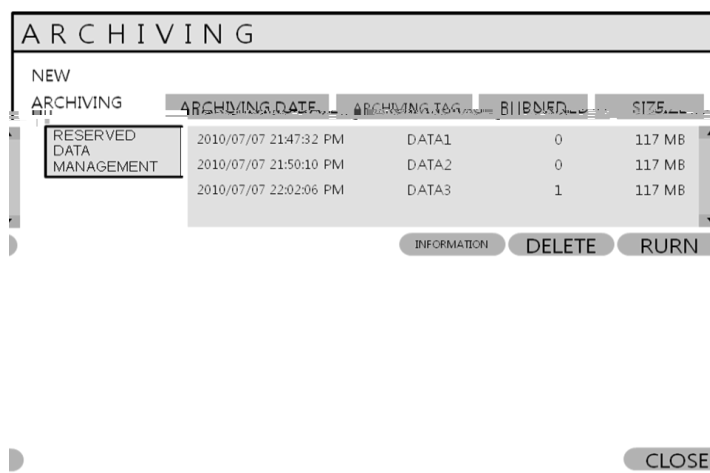 ARCHIVING
NEW
ARCHIVING
ARCHIVING DATE ARCHIVING TAG BURNED SIZE
RESERVED
DATA
MANAGEMENT
2010/07/07 21:47:32 PM DATA1 0 117 MB
2010/07/07 21:50:10 PM DATA2 0 117 MB
2010/07/07 22:02:06 PM DATA3 1 117 MB
INFORMATION DELETE RURN
CLOSE